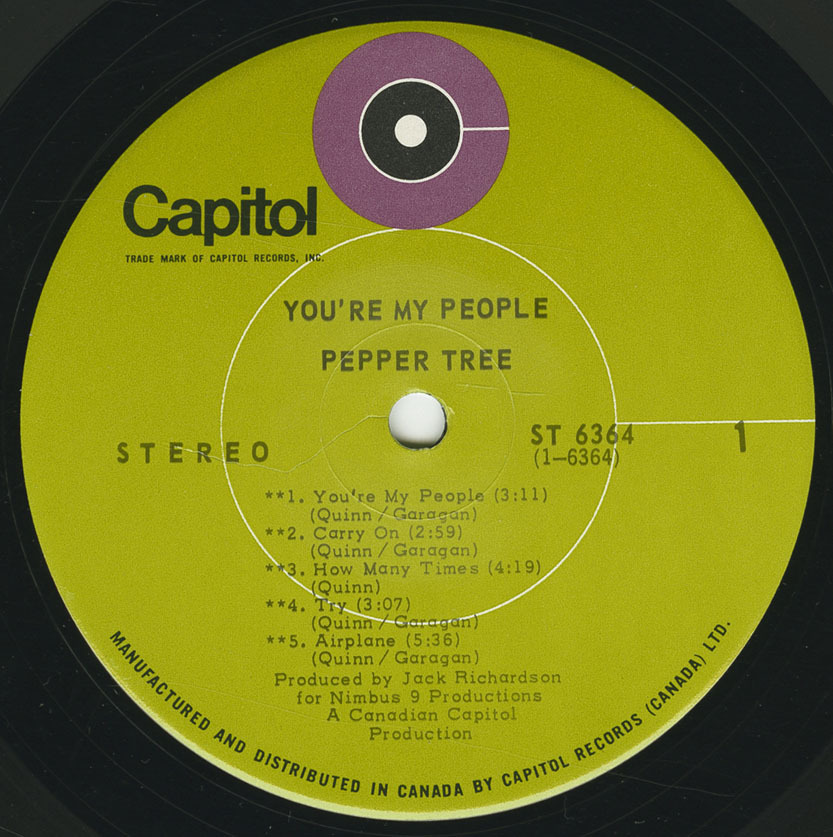 Capitol
TRADE MARK OF CAPITOL RECORDS, INC.
YOU'RE MY PEOPLE
PEPPER TREE
STEREO
ST 6364
(1—6364)
1
**1. You're My People (3:11)
(Quinn / Garagan)
**2. Carry On (2:59)
(Quinn / Garagan)
**3. How Many Times (4:19)
(Quinn)
**4. Try (3:07)
(Quinn / Garagan)
**5. Airplane (5:36)
(Quinn / Garagan)
Produced by Jack Richardson
for Nimbus 9 Productions
A Canadian Capitol
Production
MANUFACTURED AND DISTRIBUTED IN CANADA BY CAPITOL RECORDS (CANADA) LTD.